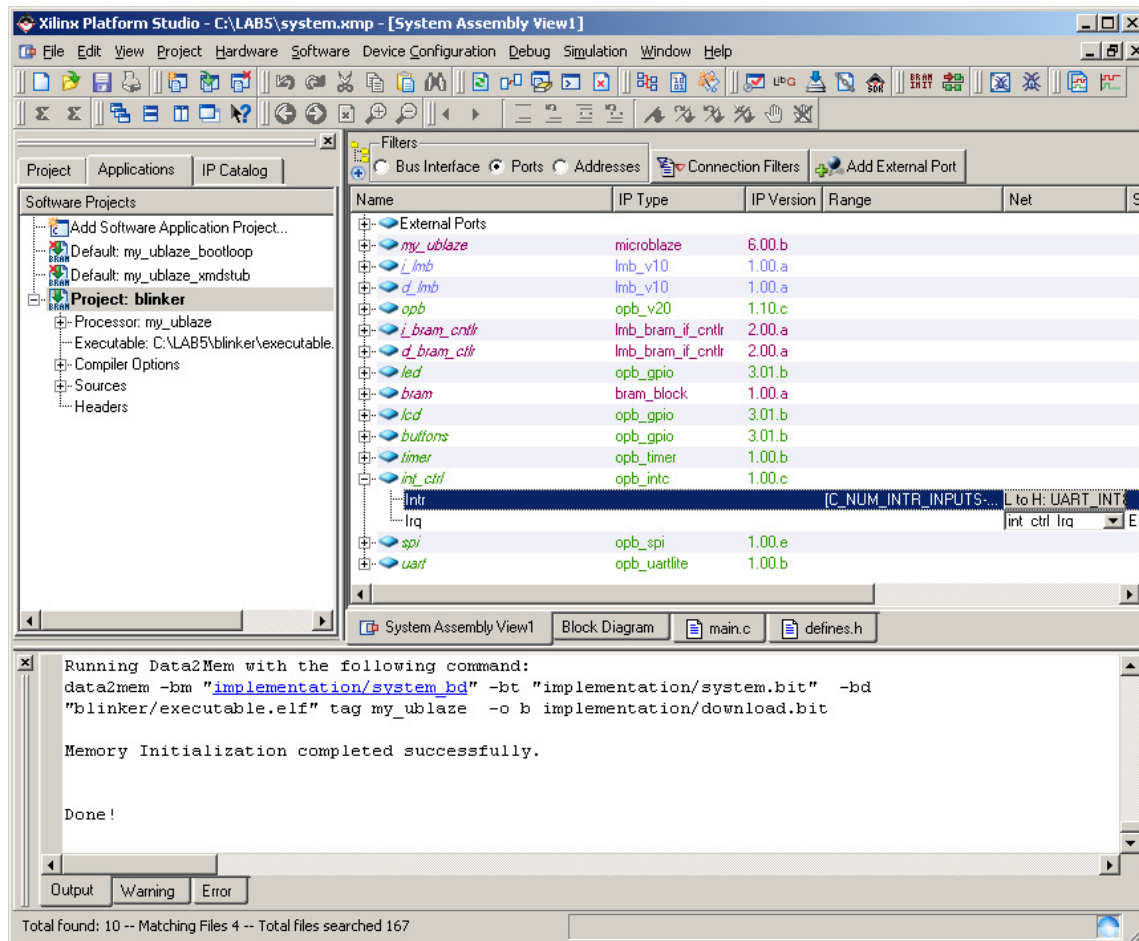 Xilinx Platform Studio - C:\LAB5\system.xmp - [System Assembly View1]
File Edit View Project Hardware Software Device Configuration Debug Simulation Window Help
Project Applications IP Catalog
Software Projects
Add Software Application Project...
Default: my_ublaze_bootloop
Default: my_ublaze_xmdstub
Project: blinker
Processor: my_ublaze
Executable: C:\LAB5\blinker\executable.
Compiler Options
Sources
Headers
Filters
Bus Interface Ports Addresses Connection Filters Add External Port
Name IP Type IP Version Range Net S
External Ports
my_ublaze microblaze 6.00.b
i_lmb lmb_v10 1.00.a
d_lmb lmb_v10 1.00.a
opb opb_v20 1.10.c
i_bram_cntlr lmb_bram_if_cntlr 2.00.a
d_bram_ctlr lmb_bram_if_cntlr 2.00.a
led opb_gpio 3.01.b
bram bram_block 1.00.a
lcd opb_gpio 3.01.b
buttons opb_gpio 3.01.b
timer opb_timer 1.00.b
int_ctrl opb_intc 1.00.c
Intr [C_NUM_INTR_INPUTS-... L to H: UART_INT&
Irq int_ctrl_Irq E
spi opb_spi 1.00.e
uart opb_uartlite 1.00.b
System Assembly View1 Block Diagram main.c defines.h
Running Data2Mem with the following command:
data2mem -bm "implementation/system_bd" -bt "implementation/system.bit" -bd
"blinker/executable.elf" tag my_ublaze -o b implementation/download.bit
Memory Initialization completed successfully.
Done!
Output Warning Error
Total found: 10 -- Matching Files 4 -- Total files searched 167